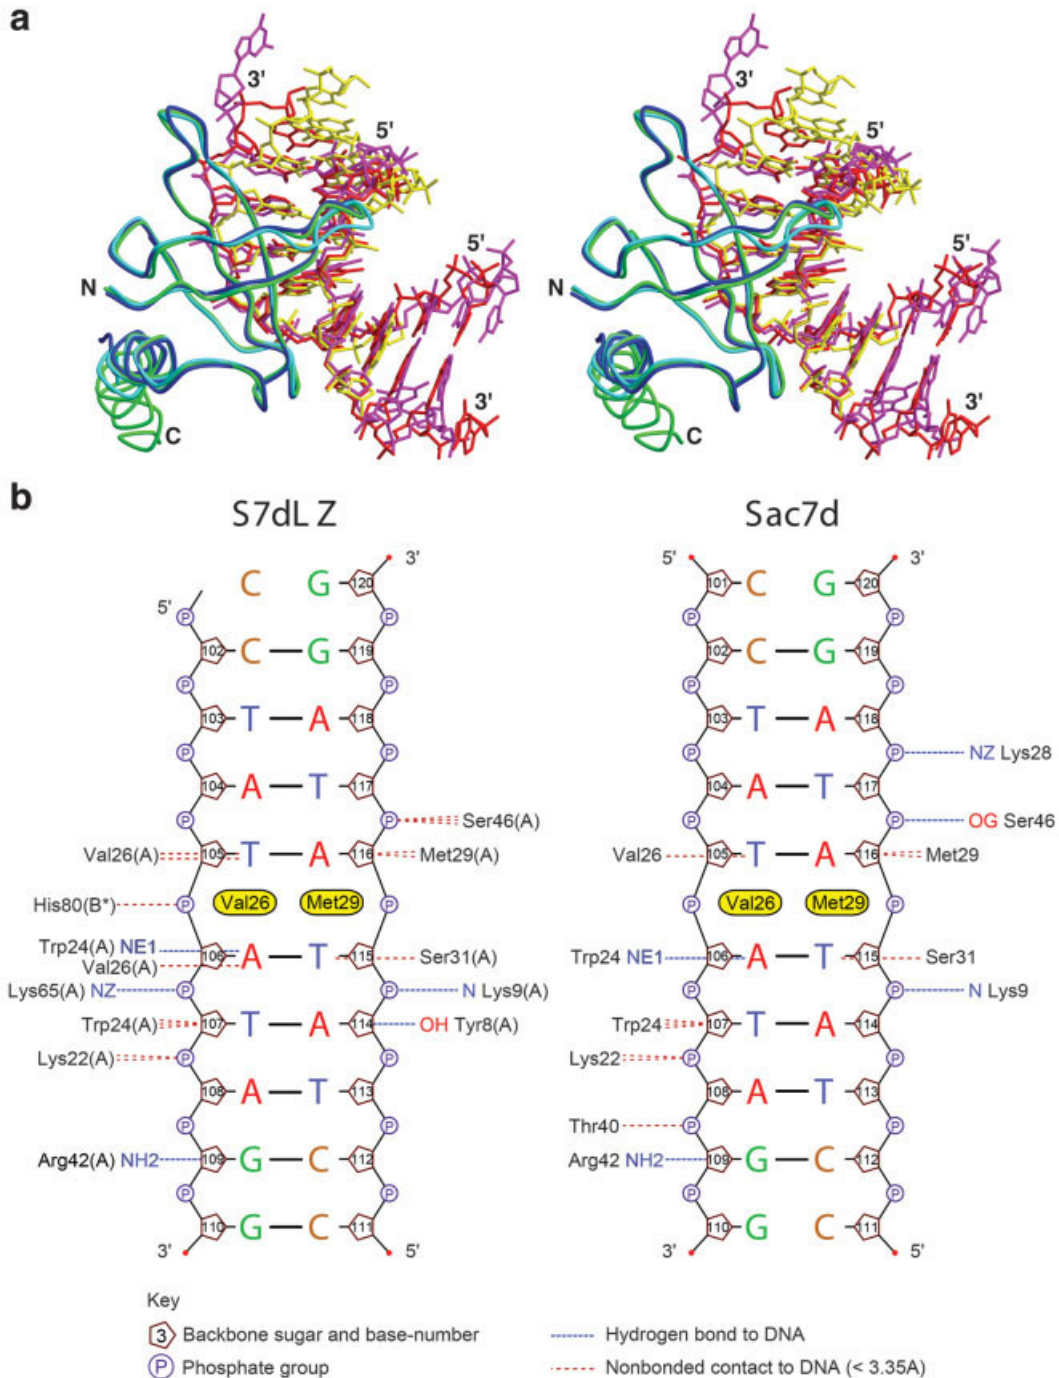 a
3' 3'
5' 5'
5' 5'
N N
3' 3'
C C
b
S7dLZ Sac7d
3' 5' 3'
C G 120 101 C G 120
5' P P P
102 C G 119 102 C G 119
P P P P
103 T A 118 103 T A 118
P P P P NZ Lys28
104 A T 117 104 A T 117
P P Ser46(A) P P OG Ser46
Val26(A) 105 T A 116 Met29(A) Val26 105 T A 116 Met29
His80(B*) P Val26 Met29 P P Val26 Met29 P
Trp24(A) NE1 106 A T 115 Ser31(A) Trp24 NE1 106 A T 115 Ser31
Val26(A)
Lys65(A) NZ P P N Lys9(A) P P N Lys9
Trp24(A) 107 T A 114 OH Tyr8(A) Trp24 107 T A 114
Lys22(A) P P Lys22 P P
108 A T 113 108 A T 113
P P Thr40 P P
Arg42(A) NH2 109 G C 112 Arg42 NH2 109 G C 112
P P P P
110 G C 111 110 G C 111
3' 5' 3' 5'
Key
3 Backbone sugar and base-number Hydrogen bond to DNA
P Phosphate group Nonbonded contact to DNA (< 3.35A)